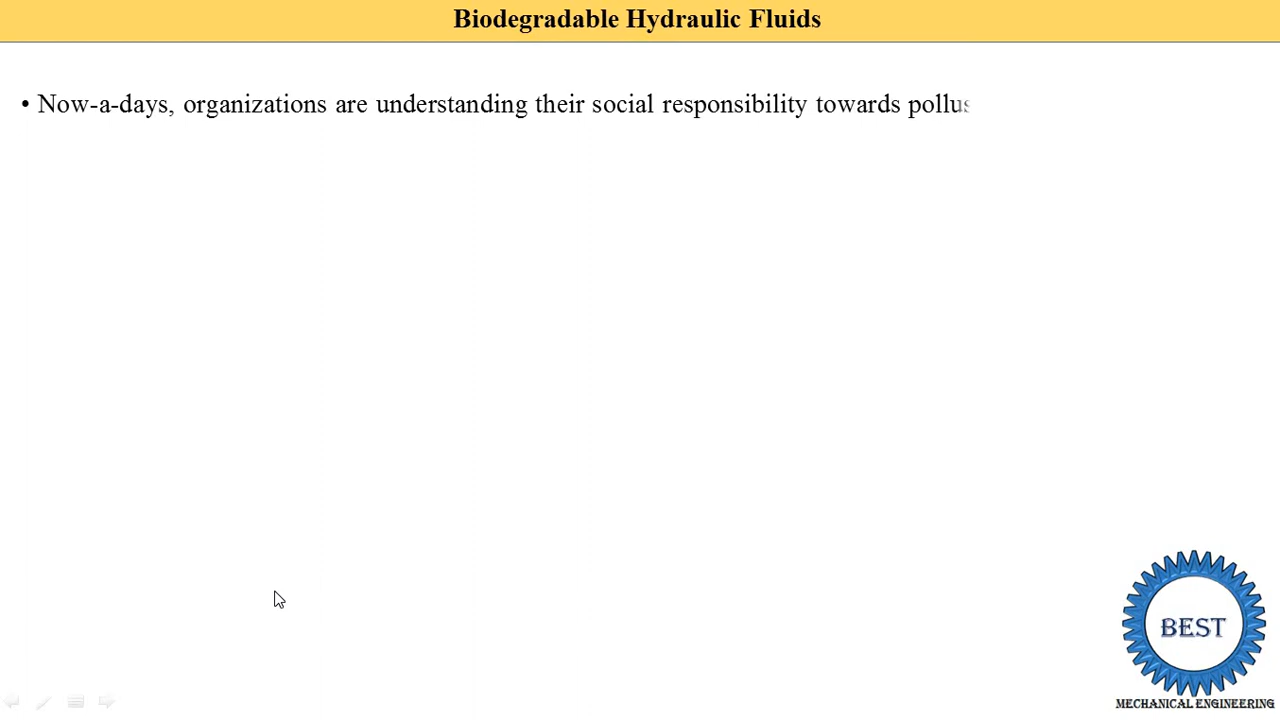 Biodegradable Hydraulic Fluids
• Now-a-days, organizations are understanding their social responsibility towards
BEST
MECHANICAL ENGINEERING